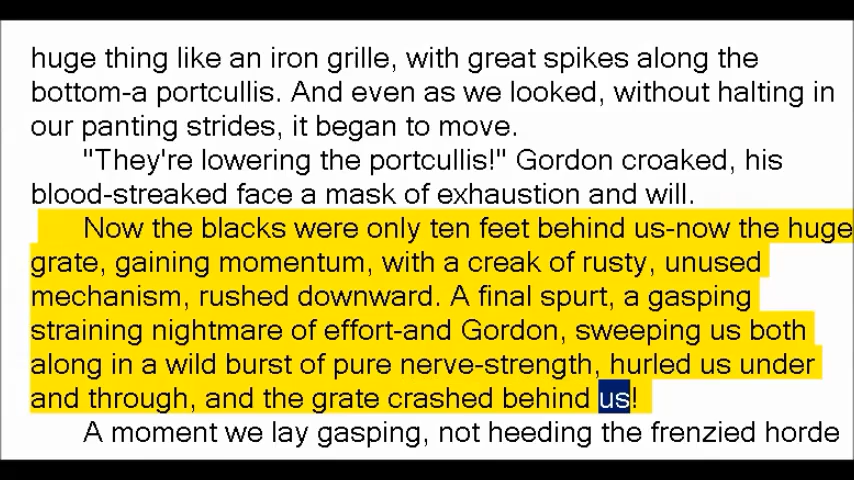 huge thing like an iron grille, with great spikes along the
bottom-a portcullis. And even as we looked, without halting in
our panting strides, it began to move.
"They're lowering the portcullis!" Gordon croaked, his
blood-streaked face a mask of exhaustion and will.
Now the blacks were only ten feet behind us-now the huge
grate, gaining momentum, with a creak of rusty, unused
mechanism, rushed downward. A final spurt, a gasping
straining nightmare of effort-and Gordon, sweeping us both
along in a wild burst of pure nerve-strength, hurled us under
and through, and the grate crashed behind us!
A moment we lay gasping, not heeding the frenzied horde